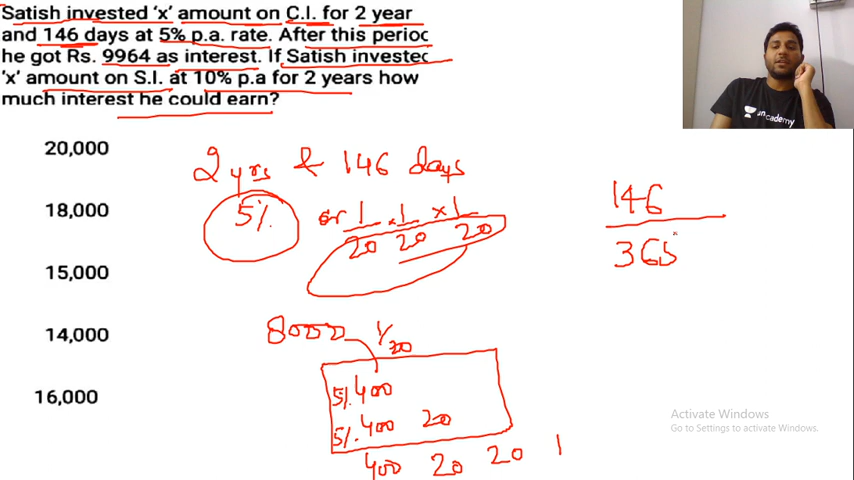 Satish invested 'x' amount on C.I. for 2 year
and 146 days at 5% p.a. rate. After this perioc
he got Rs. 9964 as interest. If Satish investec
'x' amount on S.I. at 10% p.a for 2 years how
much interest he could earn?
20,000
18,000
15,000
14,000
16,000
2 yrs & 146 days
5% or 1/20 × 1/20 × 1/20
146
365
8000 1/20
5% 400
5% 400 20
400 20 20 1
unacademy
Activate Windows
Go to Settings to activate Windows.